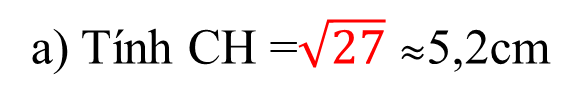 a) Tính CH =√27 ≈5,2cm